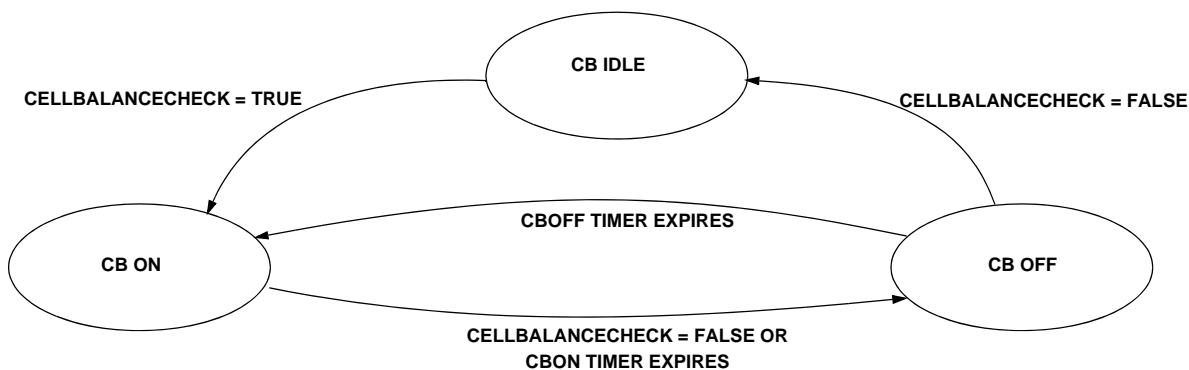 CB IDLE
CELLBALANCECHECK = TRUE
CELLBALANCECHECK = FALSE
CBOFF TIMER EXPIRES
CB ON
CB OFF
CELLBALANCECHECK = FALSE OR
CBON TIMER EXPIRES